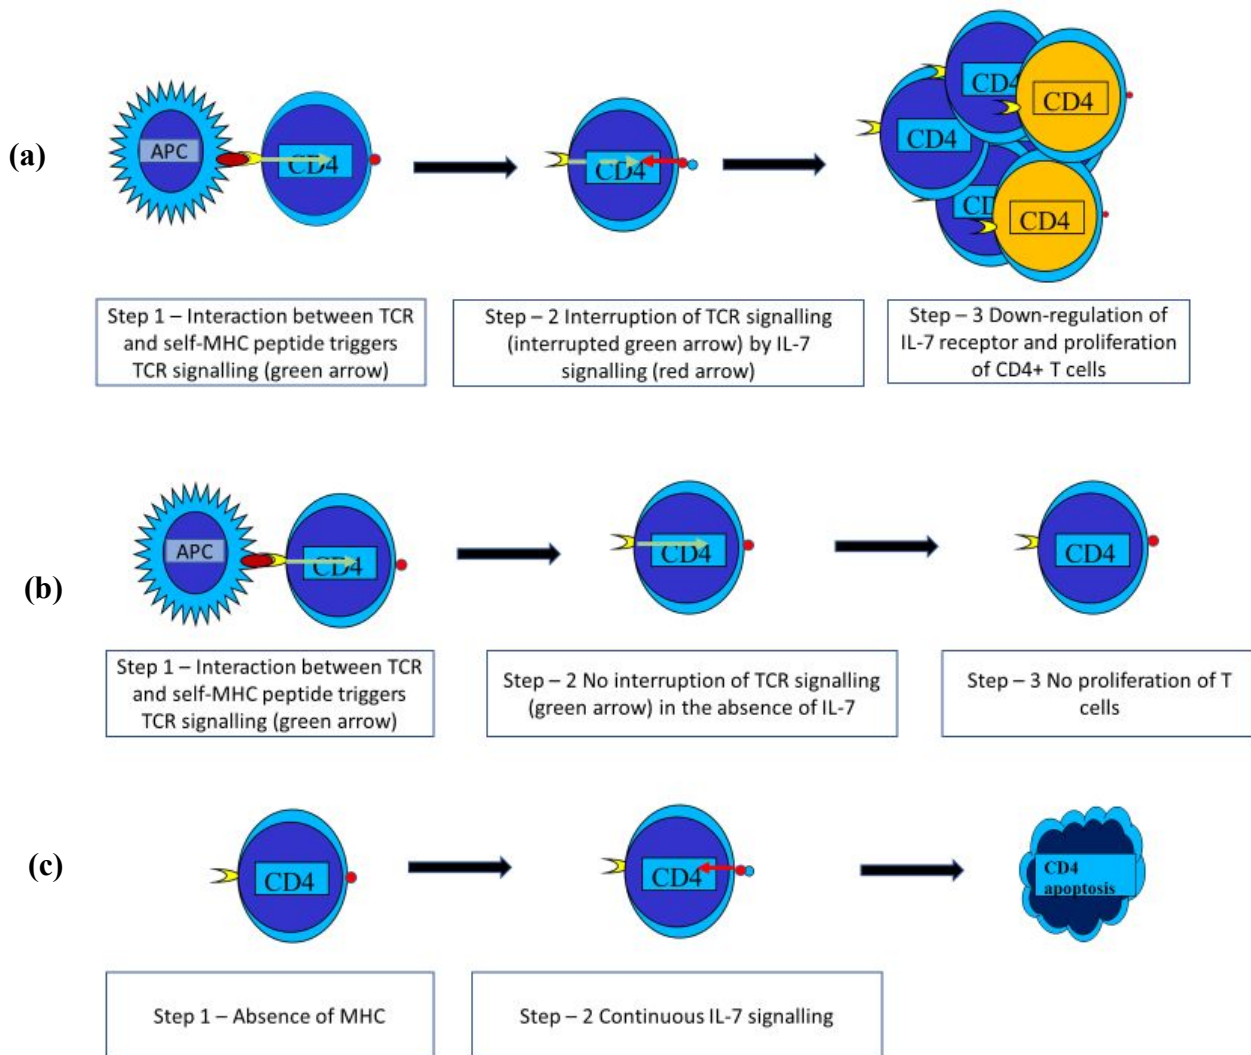 (a)
APC
CD4
CD4
CD4
CD4
CD4
CD4
Step 1 – Interaction between TCR
and self-MHC peptide triggers
TCR signalling (green arrow)
Step – 2 Interruption of TCR signalling
(interrupted green arrow) by IL-7
signalling (red arrow)
Step – 3 Down-regulation of
IL-7 receptor and proliferation
of CD4+ T cells
(b)
APC
CD4
CD4
CD4
Step 1 – Interaction between TCR
and self-MHC peptide triggers
TCR signalling (green arrow)
Step – 2 No interruption of TCR signalling
(green arrow) in the absence of IL-7
Step – 3 No proliferation of T
cells
(c)
CD4
CD4
CD4
apoptosis
Step 1 – Absence of MHC
Step – 2 Continuous IL-7 signalling